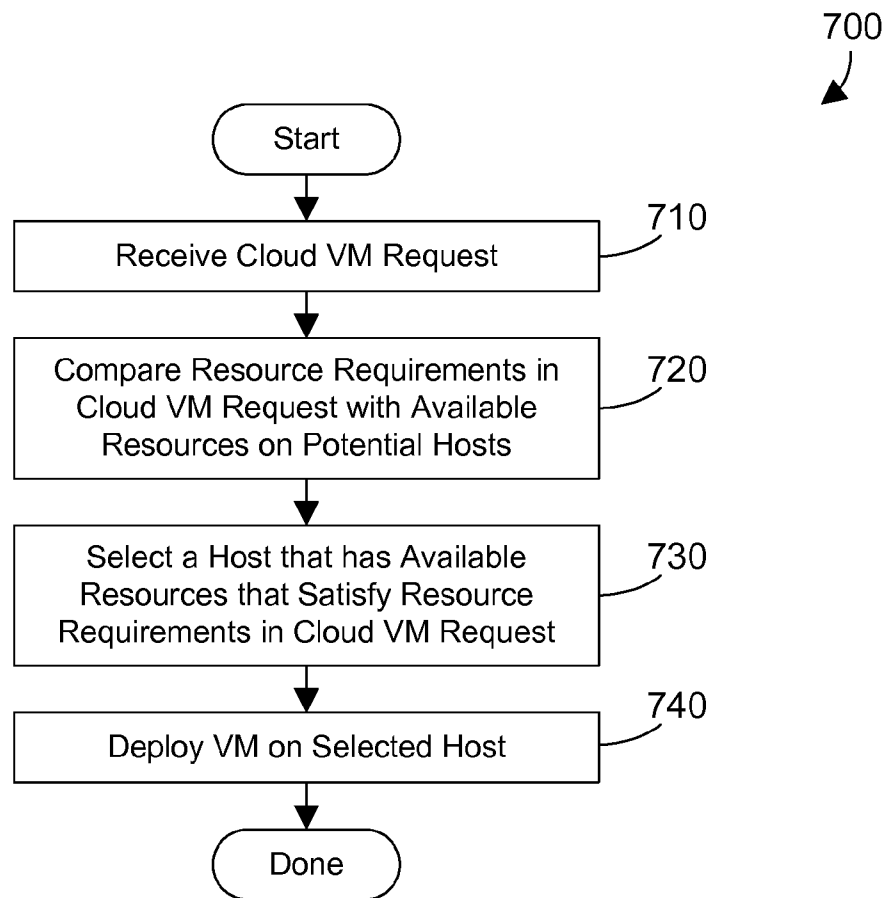 700
Start
Receive Cloud VM Request
710
Compare Resource Requirements in
Cloud VM Request with Available
Resources on Potential Hosts
720
Select a Host that has Available
Resources that Satisfy Resource
Requirements in Cloud VM Request
730
Deploy VM on Selected Host
740
Done